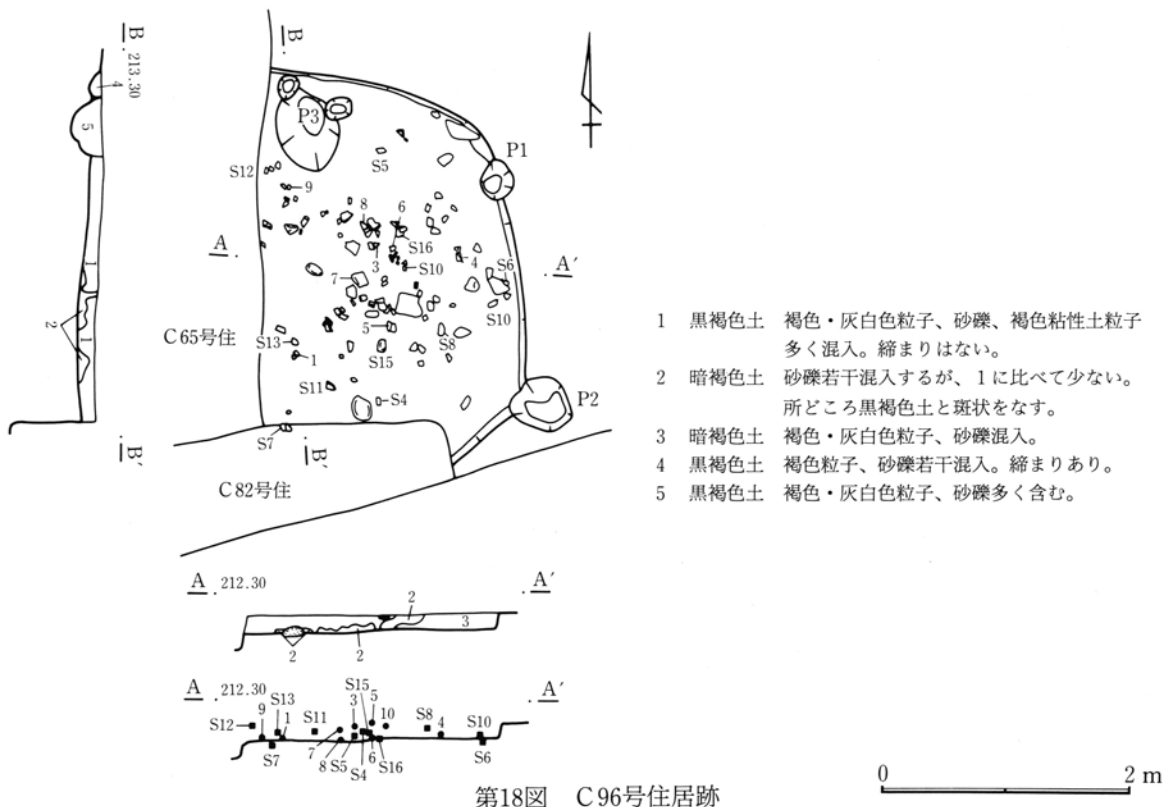 B
B
213.30
4
5
P3
P1
S5
S12
9
8
6
S16
A
3
S10
4
S6
A′
7
S10
1
2
1
5
S8
C65号住
S13
1
S15
S11
S4
P2
S7
B′
B′
C82号住
1 黒褐色土 褐色・灰白色粒子、砂礫、褐色粘性土粒子
多く混入。締まりはない。
2 暗褐色土 砂礫若干混入するが、1に比べて少ない。
所どころ黒褐色土と斑状をなす。
3 暗褐色土 褐色・灰白色粒子、砂礫混入。
4 黒褐色土 褐色粒子、砂礫若干混入。締まりあり。
5 黒褐色土 褐色・灰白色粒子、砂礫多く含む。
A . 212.30 . A′
2
3
2 2
A . 212.30 . A′
S15
S13 5
S12 9 1 S11 3 10 S8 4 S10
S7 7 8 S5 S4 6 S16 S6
0 2 m
第18図 C96号住居跡